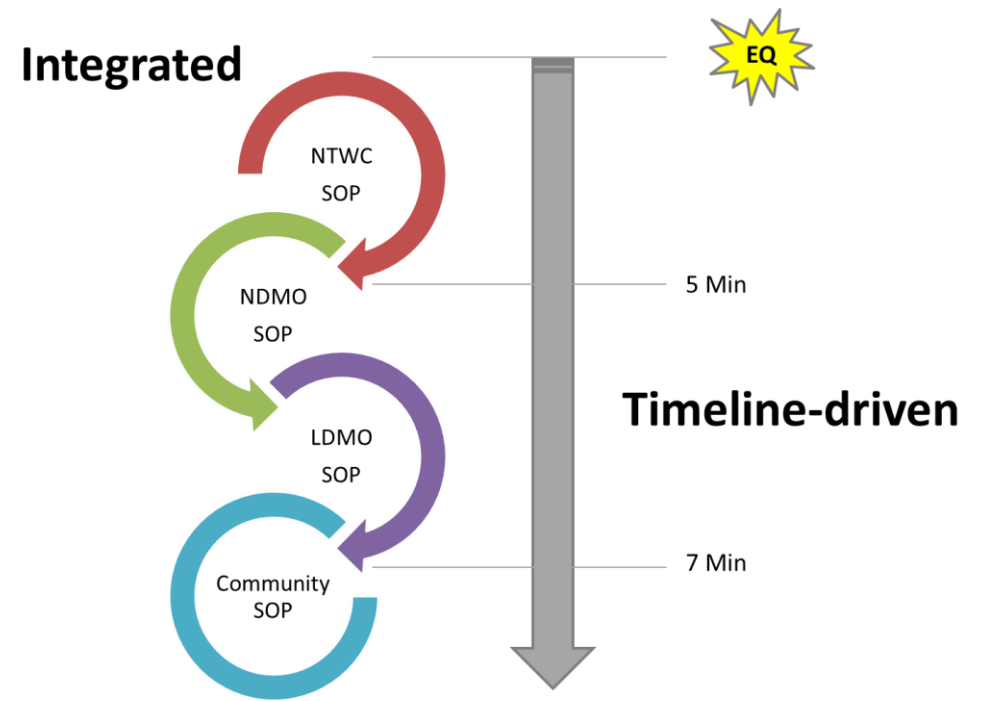 Integrated
EQ
NTWC
SOP
5 Min
NDMO
SOP
Timeline-driven
LDMO
SOP
7 Min
Community
SOP